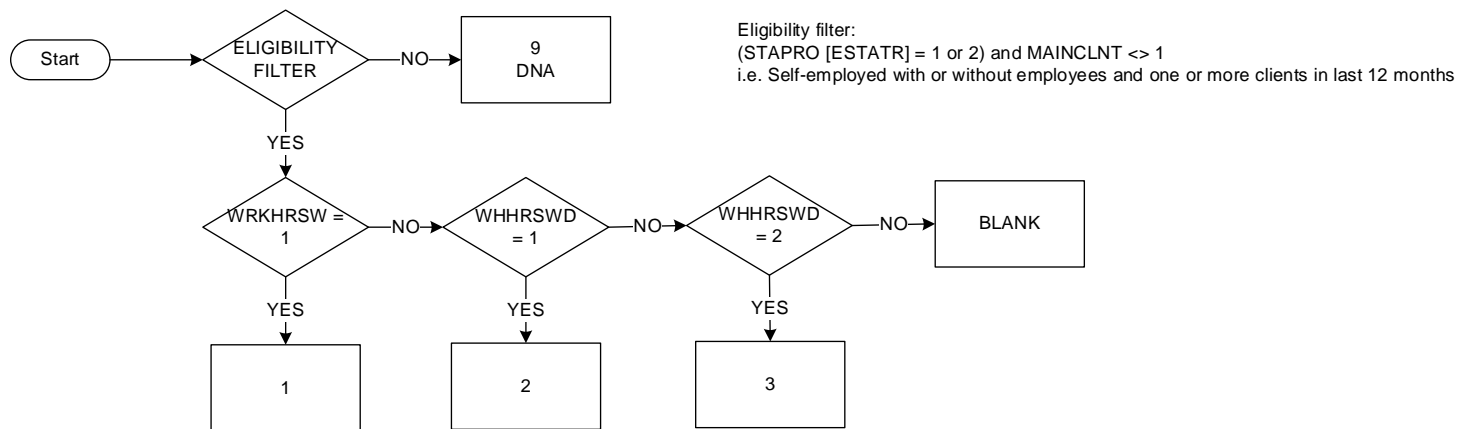 Start
ELIGIBILITY
FILTER
NO
9
DNA
Eligibility filter:
(STAPRO [ESTATR] = 1 or 2) and MAINCLNT <> 1
i.e. Self-employed with or without employees and one or more clients in last 12 months
YES
WRKHRSW =
1
NO
WHHRSWD
= 1
NO
WHHRSWD
= 2
NO
BLANK
YES
YES
YES
1
2
3